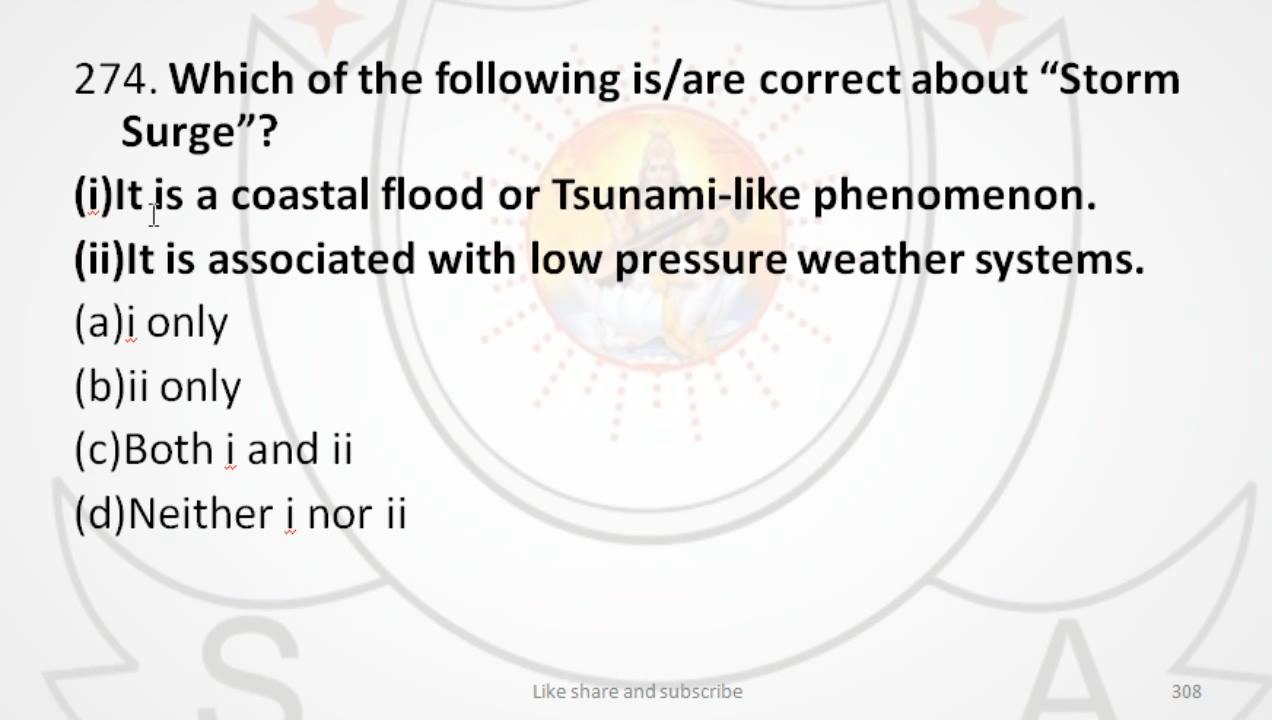 274. Which of the following is/are correct about “Storm
Surge”?
(i)It is a coastal flood or Tsunami-like phenomenon.
(ii)It is associated with low pressure weather systems.
(a)i only
(b)ii only
(c)Both i and ii
(d)Neither i nor ii
S A
Like share and subscribe 308